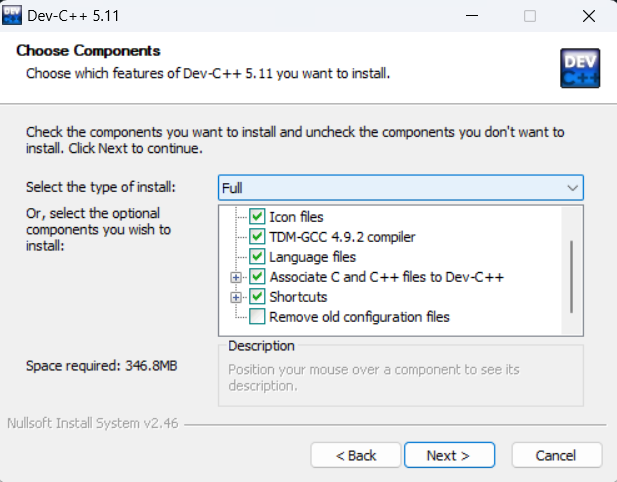 Dev-C++ 5.11
Choose Components
Choose which features of Dev-C++ 5.11 you want to install.
DEV
C++
Check the components you want to install and uncheck the components you don't want to
install. Click Next to continue.
Select the type of install:
Full
Or, select the optional
components you wish to
install:
Icon files
TDM-GCC 4.9.2 compiler
Language files
Associate C and C++ files to Dev-C++
Shortcuts
Remove old configuration files
Space required: 346.8MB
Description
Position your mouse over a component to see its
description.
Nullsoft Install System v2.46
< Back
Next >
Cancel